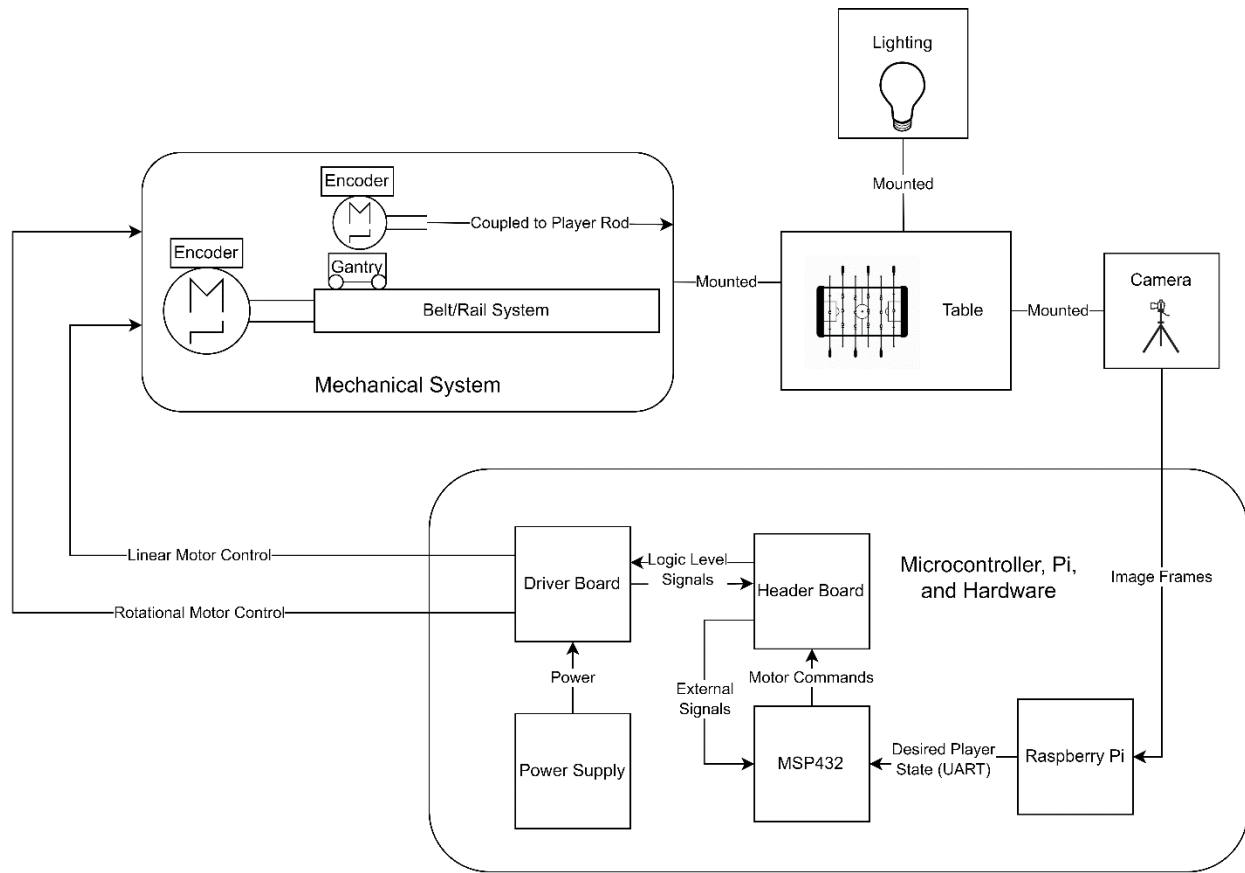 Lighting
Mounted
Encoder
Coupled to Player Rod
Encoder
Gantry
Belt/Rail System
Mechanical System
Mounted
Table
Mounted
Camera
Linear Motor Control
Rotational Motor Control
Driver Board
Logic Level
Signals
Header Board
Microcontroller, Pi,
and Hardware
Image Frames
Power
External
Signals
Motor Commands
Power Supply
MSP432
Desired Player
State (UART)
Raspberry Pi